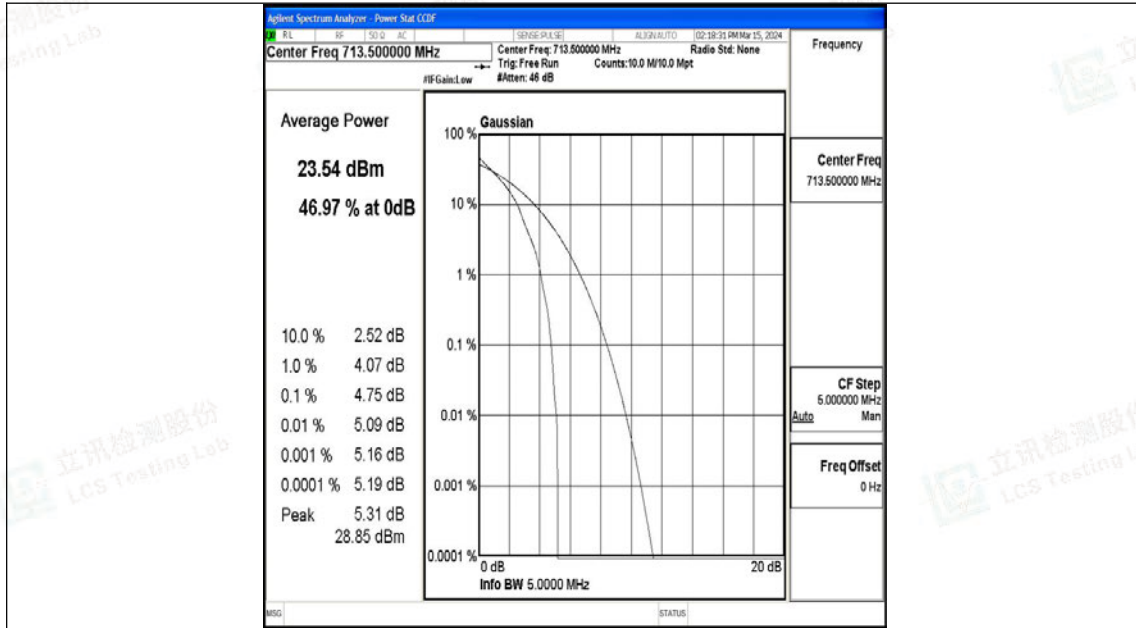 Agilent Spectrum Analyzer - Power Stat CCDF
RL RF 50 Ω AC SENSE:PULSE ALIGNAUTO 02:18:31 PM Mar 15, 2024
Center Freq 713.500000 MHz
Center Freq: 713.500000 MHz Radio Std: None
Trig: Free Run Counts:10.0 M/10.0 Mpt
#IFGain:Low #Atten: 46 dB
Frequency
Average Power
23.54 dBm
46.97 % at 0dB
10.0 % 2.52 dB
1.0 % 4.07 dB
0.1 % 4.75 dB
0.01 % 5.09 dB
0.001 % 5.16 dB
0.0001 % 5.19 dB
Peak 5.31 dB
28.85 dBm
Gaussian
100 %
10 %
1 %
0.1 %
0.01 %
0.001 %
0.0001 %
0 dB 20 dB
Info BW 5.0000 MHz
Center Freq
713.500000 MHz
CF Step
5.000000 MHz
Auto Man
Freq Offset
0 Hz
MSG STATUS
立讯检测股份
LCS Testing Lab
立讯检测股份
LCS Testing L